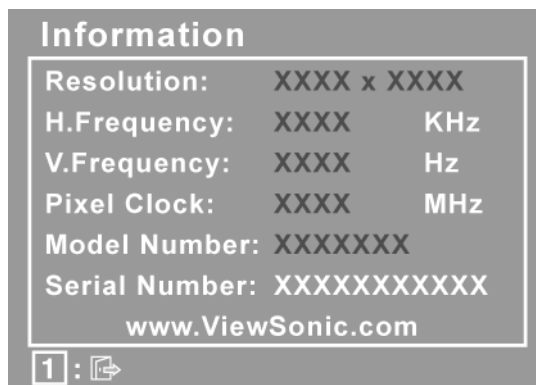 Information
Resolution: XXXX x XXXX
H.Frequency: XXXX KHz
V.Frequency: XXXX Hz
Pixel Clock: XXXX MHz
Model Number: XXXXXXX
Serial Number: XXXXXXXXXXX
www.ViewSonic.com
1 :